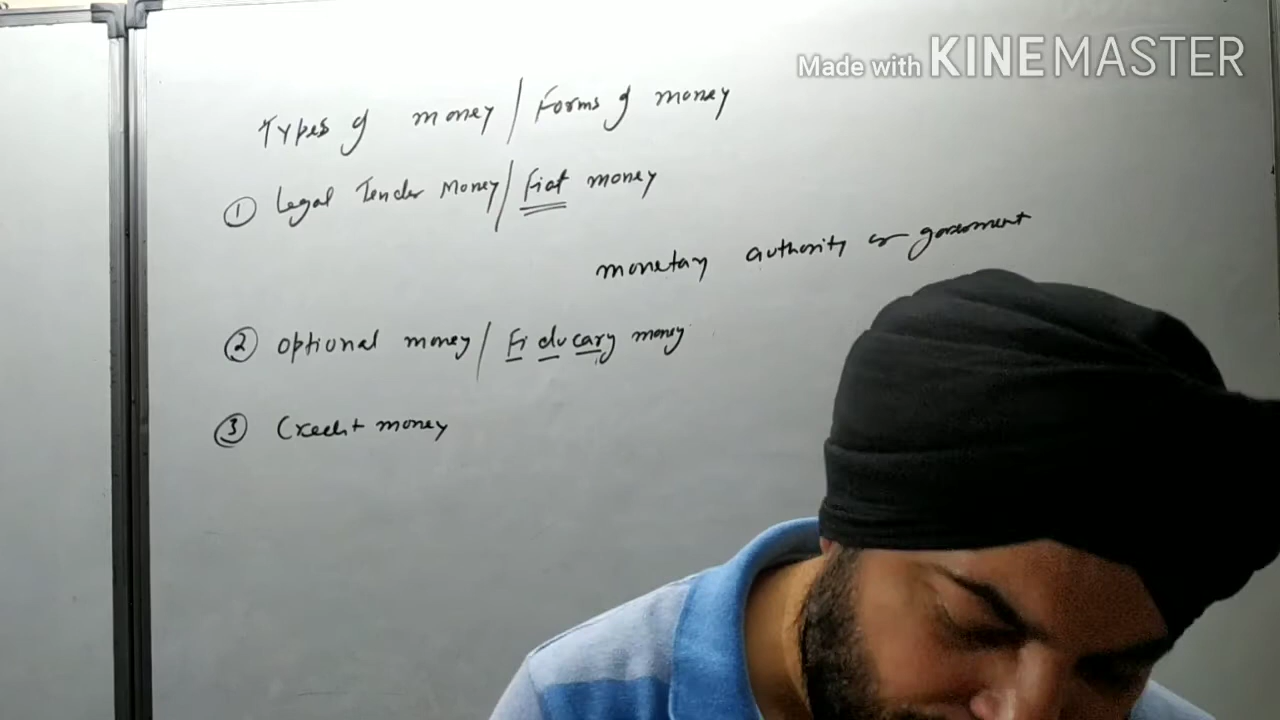 Made with KINEMASTER
Types of money / Forms of money
① Legal Tender Money / Fiat money
monetary authority or government
② Optional money / Fiducary money
③ Credit money